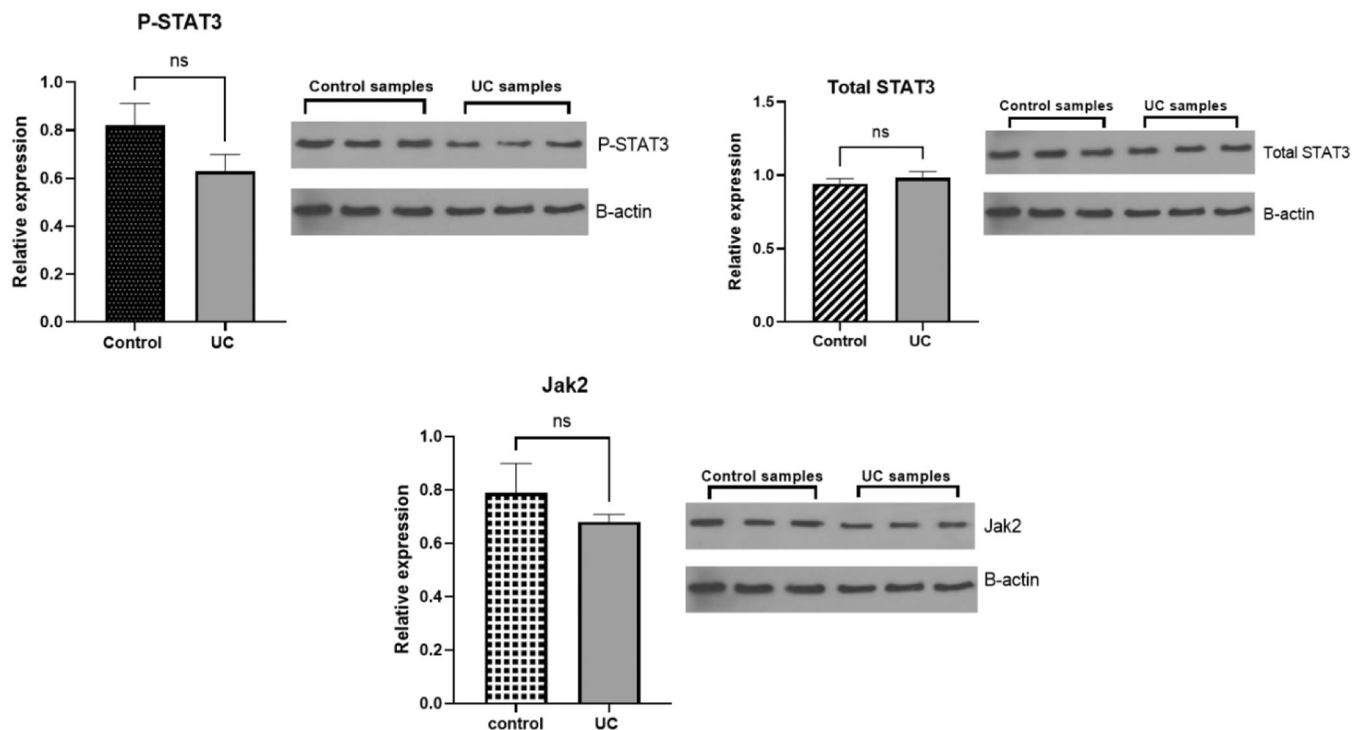 P-STAT3
ns
Relative expression
1.0
0.8
0.6
0.4
0.2
0.0
Control
UC
Control samples
UC samples
P-STAT3
B-actin
Total STAT3
ns
Relative expression
1.5
1.0
0.5
0.0
Control
UC
Control samples
UC samples
Total STAT3
B-actin
Jak2
ns
Relative expression
1.0
0.8
0.6
0.4
0.2
0.0
control
UC
Control samples
UC samples
Jak2
B-actin